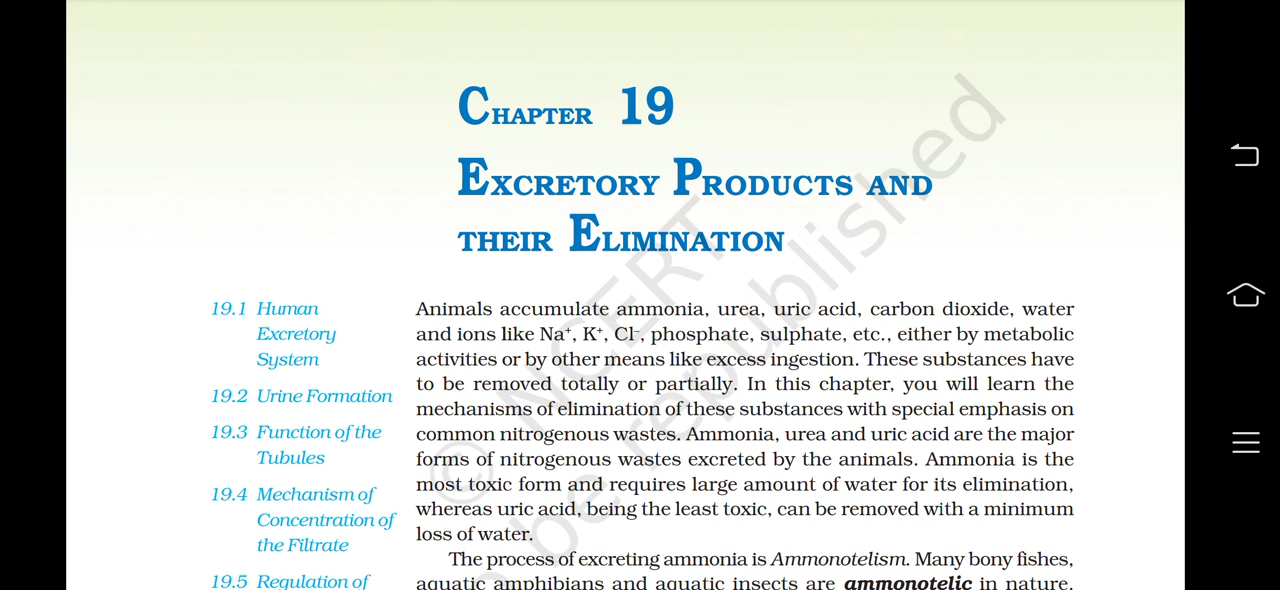 CHAPTER 19
EXCRETORY PRODUCTS AND
THEIR ELIMINATION
19.1 Human
Excretory
System
19.2 Urine Formation
19.3 Function of the
Tubules
19.4 Mechanism of
Concentration of
the Filtrate
19.5 Regulation of
Animals accumulate ammonia, urea, uric acid, carbon dioxide, water
and ions like Na⁺, K⁺, Cl⁻, phosphate, sulphate, etc., either by metabolic
activities or by other means like excess ingestion. These substances have
to be removed totally or partially. In this chapter, you will learn the
mechanisms of elimination of these substances with special emphasis on
common nitrogenous wastes. Ammonia, urea and uric acid are the major
forms of nitrogenous wastes excreted by the animals. Ammonia is the
most toxic form and requires large amount of water for its elimination,
whereas uric acid, being the least toxic, can be removed with a minimum
loss of water.
The process of excreting ammonia is Ammonotelism. Many bony fishes,
aquatic amphibians and aquatic insects are ammonotelic in nature.
© NCERT
be republished